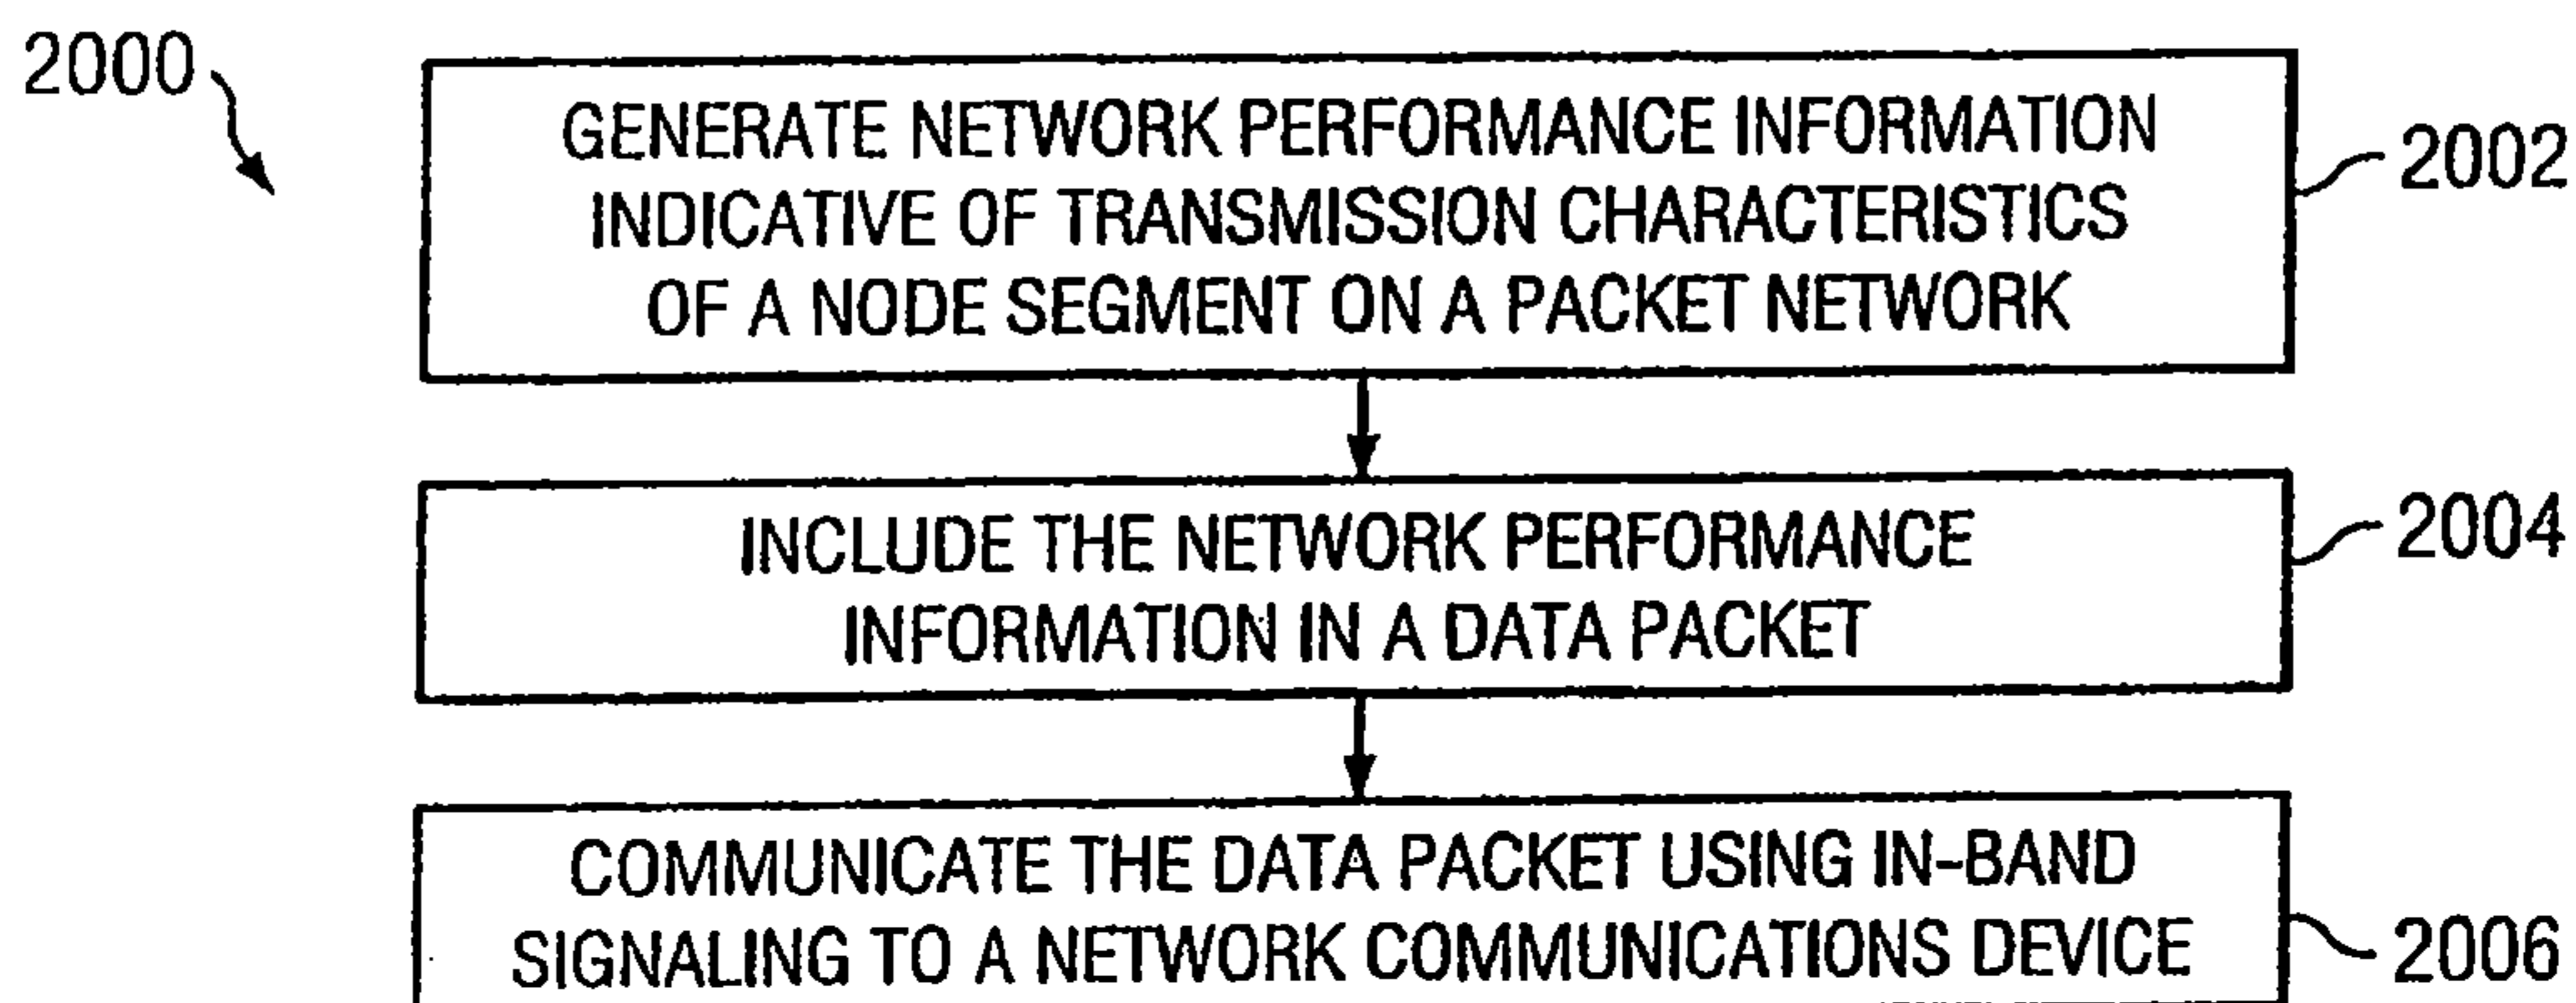 2000
GENERATE NETWORK PERFORMANCE INFORMATION
INDICATIVE OF TRANSMISSION CHARACTERISTICS
OF A NODE SEGMENT ON A PACKET NETWORK
2002
INCLUDE THE NETWORK PERFORMANCE
INFORMATION IN A DATA PACKET
2004
COMMUNICATE THE DATA PACKET USING IN-BAND
SIGNALING TO A NETWORK COMMUNICATIONS DEVICE
2006